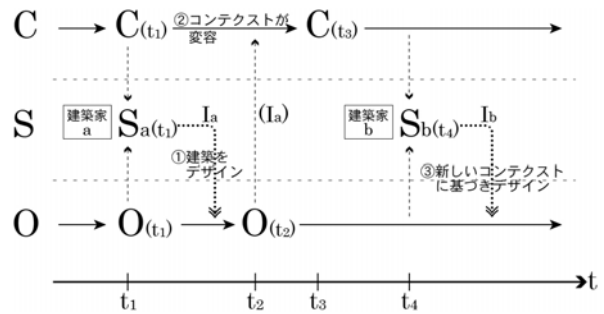 C
C(t1)
②コンテクストが
変容
C(t3)
S
建築家
a
Sa(t1)
Ia
(Ia)
建築家
b
Sb(t4)
Ib
①建築を
デザイン
③新しいコンテクスト
に基づきデザイン
O
O(t1)
O(t2)
t
t1
t2
t3
t4